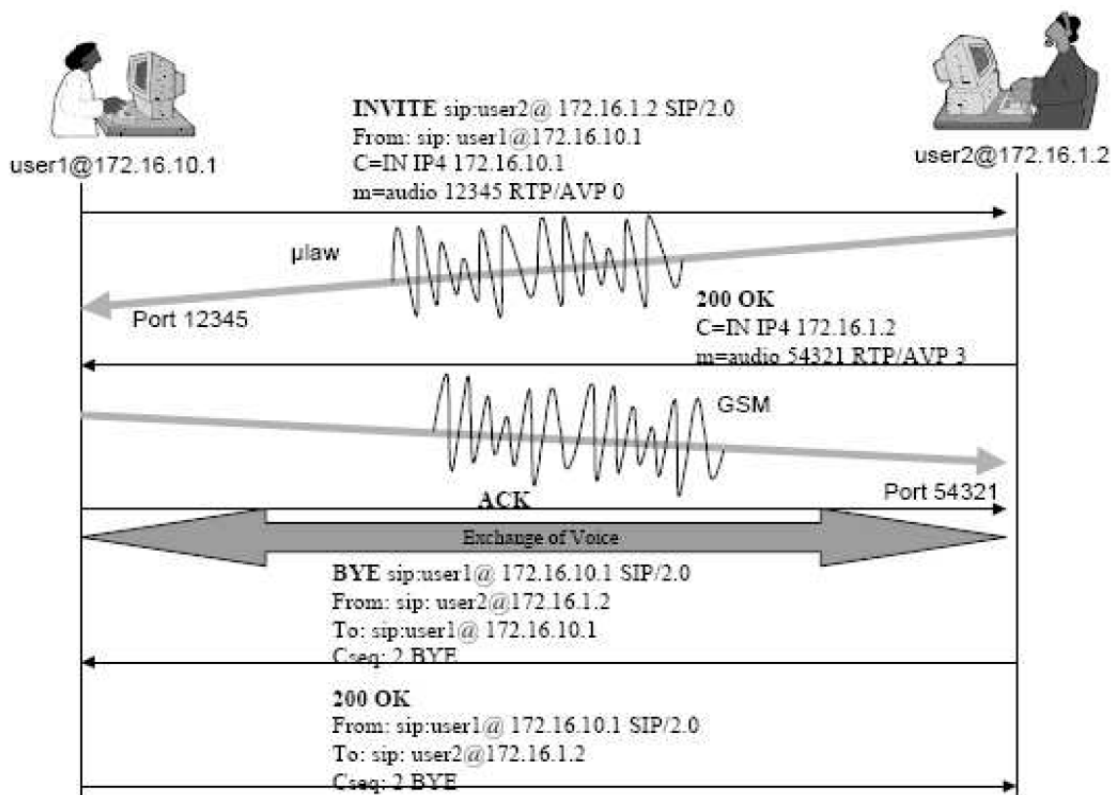 INVITE sip:user2@ 172.16.1.2 SIP/2.0
From: sip: user1@172.16.10.1
C=IN IP4 172.16.10.1
m=audio 12345 RTP/AVP 0
user1@172.16.10.1
user2@172.16.1.2
µlaw
Port 12345
200 OK
C=IN IP4 172.16.1.2
m=audio 54321 RTP/AVP 3
GSM
Port 54321
ACK
Exchange of Voice
BYE sip:user1@ 172.16.10.1 SIP/2.0
From: sip: user2@172.16.1.2
To: sip:user1@ 172.16.10.1
Cseq: 2 BYE
200 OK
From: sip:user1@ 172.16.10.1 SIP/2.0
To: sip: user2@172.16.1.2
Cseq: 2 BYE